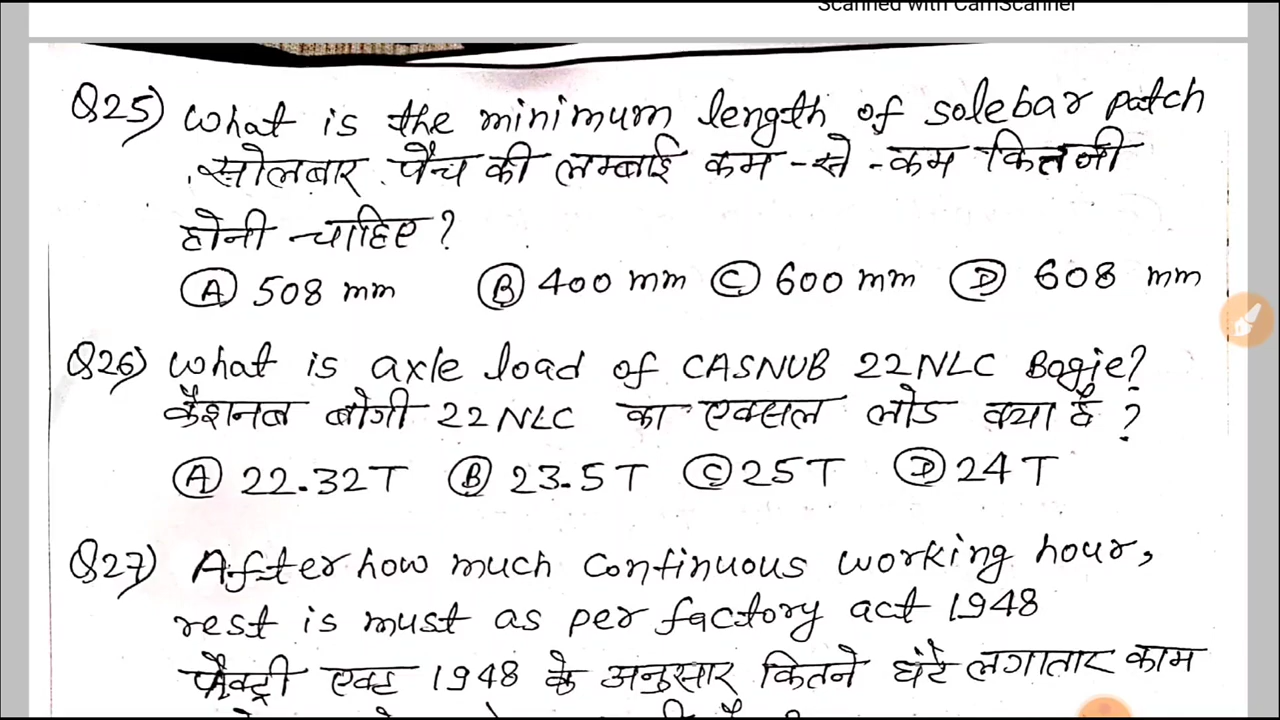 Scanned with CamScanner
Q25) What is the minimum length of solebar patch
सोलबार पैच की लम्बाई कम-से-कम कितनी
होनी चाहिए?
(A) 508 mm (B) 400 mm (C) 600 mm (D) 608 mm
Q26) What is axle load of CASNUB 22NLC Bogie?
कैशनब बोगी 22NLC का एक्सल लोड क्या है?
(A) 22.32T (B) 23.5T (C) 25T (D) 24T
Q27) After how much continuous working hour,
rest is must as per factory act 1948
फैक्ट्री एक्ट 1948 के अनुसार कितने घंटे लगातार काम